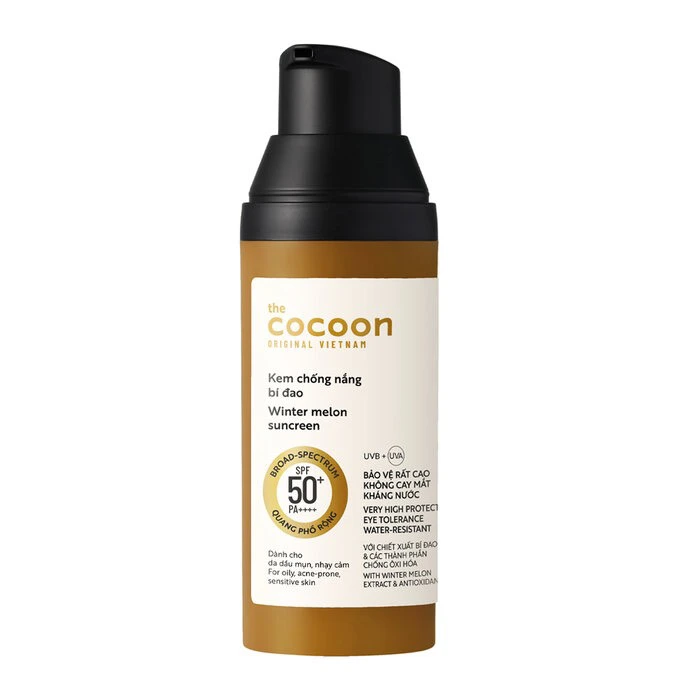 the
cocoon
ORIGINAL VIETNAM
Kem chống nắng
bí đao
Winter melon
suncreen
BROAD-SPECTRUM
SPF
50+
PA++++
QUANG PHỔ RỘNG
Dành cho
da dầu mụn, nhạy cảm
For oily, acne-prone,
sensitive skin
UVB + UVA
BẢO VỆ RẤT CAO
KHÔNG CAY MẮT
KHÁNG NƯỚC
VERY HIGH PROTECT
EYE TOLERANCE
WATER-RESISTANT
VỚI CHIẾT XUẤT BÍ ĐAO
& CÁC THÀNH PHẦN
CHỐNG ÔXI HÓA
WITH WINTER MELON
EXTRACT & ANTIOXIDAN